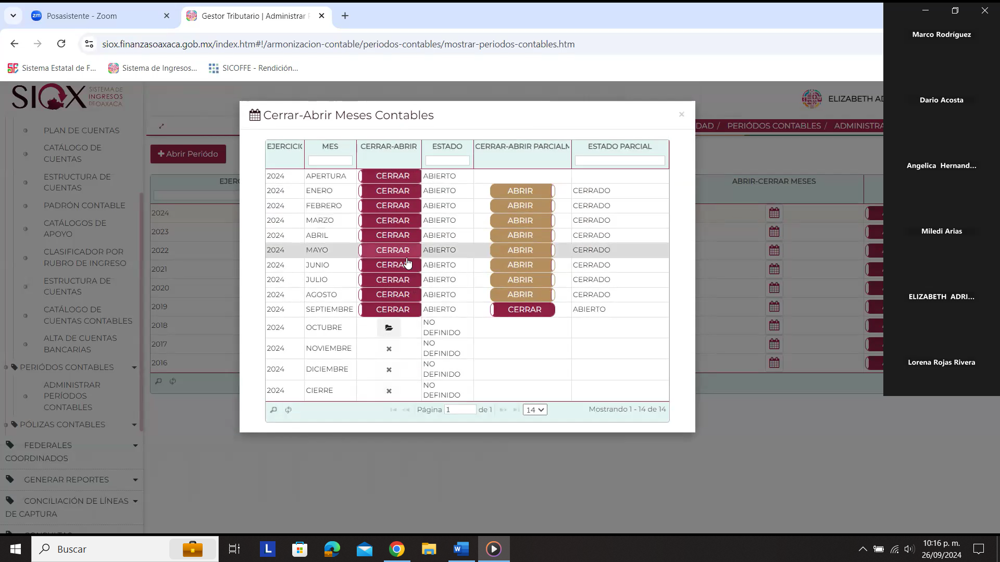 Posasistente - Zoom
Gestor Tributario | Administrar P
siox.finanzasoaxaca.gob.mx/index.htm#!/armonizacion-contable/periodos-contables/mostrar-periodos-contables.htm
Sistema Estatal de F...
Sistema de Ingresos...
SICOFFE - Rendición...
SIOX
SISTEMA DE
INGRESOS
DE OAXACA
PLAN DE CUENTAS
CATÁLOGO DE
CUENTAS
ESTRUCTURA DE
CUENTAS
PADRÓN CONTABLE
CATÁLOGOS DE
APOYO
CLASIFICADOR POR
RUBRO DE INGRESO
ESTRUCTURA DE
CUENTAS
CATÁLOGO DE
CUENTAS CONTABLES
ALTA DE CUENTAS
BANCARIAS
PERIÓDOS CONTABLES
ADMINISTRAR
PERÍODOS
CONTABLES
PÓLIZAS CONTABLES
FEDERALES
COORDINADOS
GENERAR REPORTES
CONCILIACIÓN DE LÍNEAS
DE CAPTURA
ELIZABETH AD
DAD / PERIÓDOS CONTABLES / ADMINISTRA
Abrir Periódo
EJERC
ABRIR-CERRAR MESES
2024
2023
2022
2021
2020
2019
2018
2017
2016
Cerrar-Abrir Meses Contables
×
EJERCICIO MES CERRAR-ABRIR ESTADO CERRAR-ABRIR PARCIALM ESTADO PARCIAL
2024 APERTURA CERRAR ABIERTO
2024 ENERO CERRAR ABIERTO ABRIR CERRADO
2024 FEBRERO CERRAR ABIERTO ABRIR CERRADO
2024 MARZO CERRAR ABIERTO ABRIR CERRADO
2024 ABRIL CERRAR ABIERTO ABRIR CERRADO
2024 MAYO CERRAR ABIERTO ABRIR CERRADO
2024 JUNIO CERRAR ABIERTO ABRIR CERRADO
2024 JULIO CERRAR ABIERTO ABRIR CERRADO
2024 AGOSTO CERRAR ABIERTO ABRIR CERRADO
2024 SEPTIEMBRE CERRAR ABIERTO CERRAR ABIERTO
2024 OCTUBRE NO DEFINIDO
2024 NOVIEMBRE NO DEFINIDO
2024 DICIEMBRE NO DEFINIDO
2024 CIERRE NO DEFINIDO
Página 1 de 1 14 Mostrando 1 - 14 de 14
Marco Rodríguez
Dario Acosta
Angelica Hernand...
Miledi Arias
ELIZABETH ADRI...
Lorena Rojas Rivera
Buscar
10:16 p. m.
26/09/2024